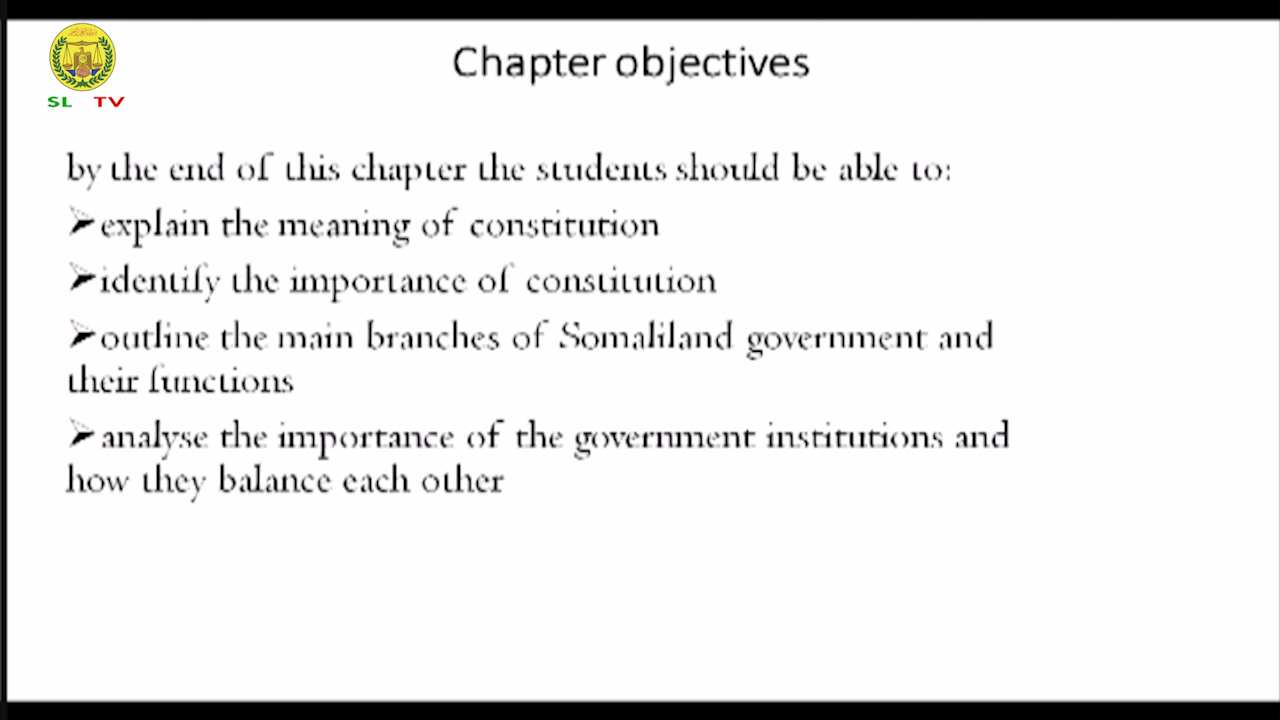 SL TV
Chapter objectives
by the end of this chapter the students should be able to:
➢explain the meaning of constitution
➢identify the importance of constitution
➢outline the main branches of Somaliland government and
their functions
➢analyse the importance of the government institutions and
how they balance each other